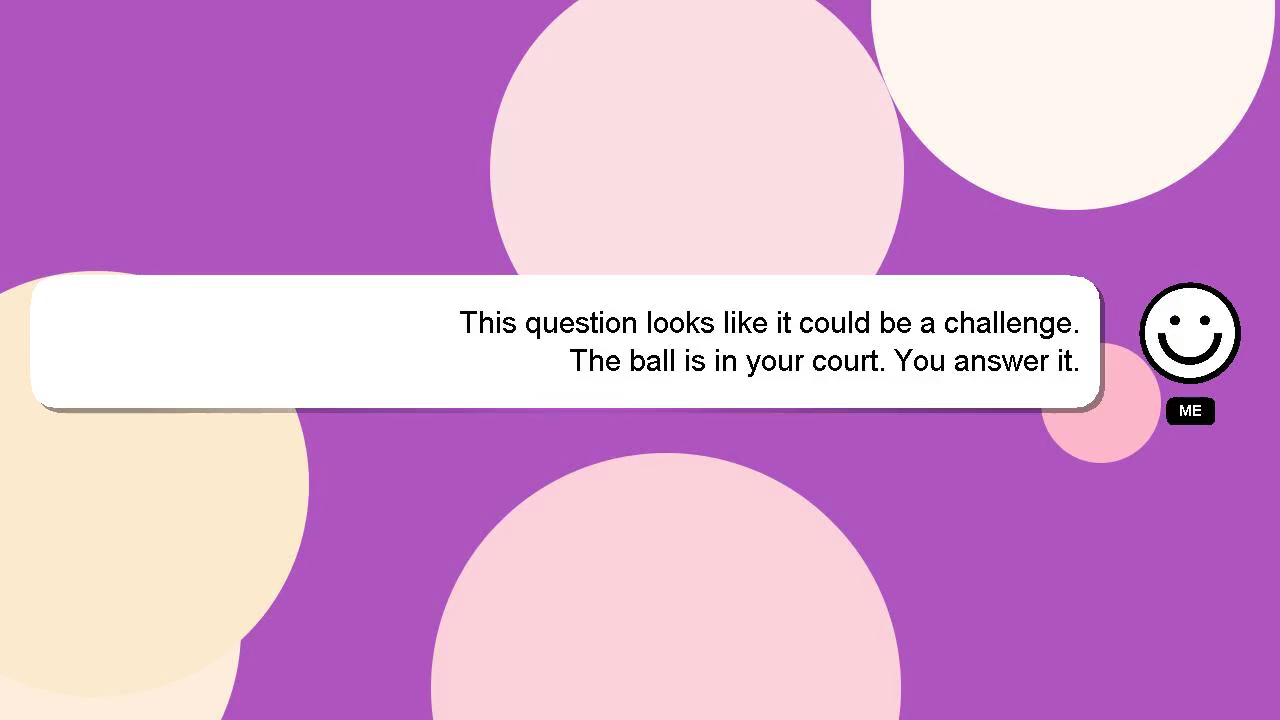 This question looks like it could be a challenge.
The ball is in your court. You answer it.
ME